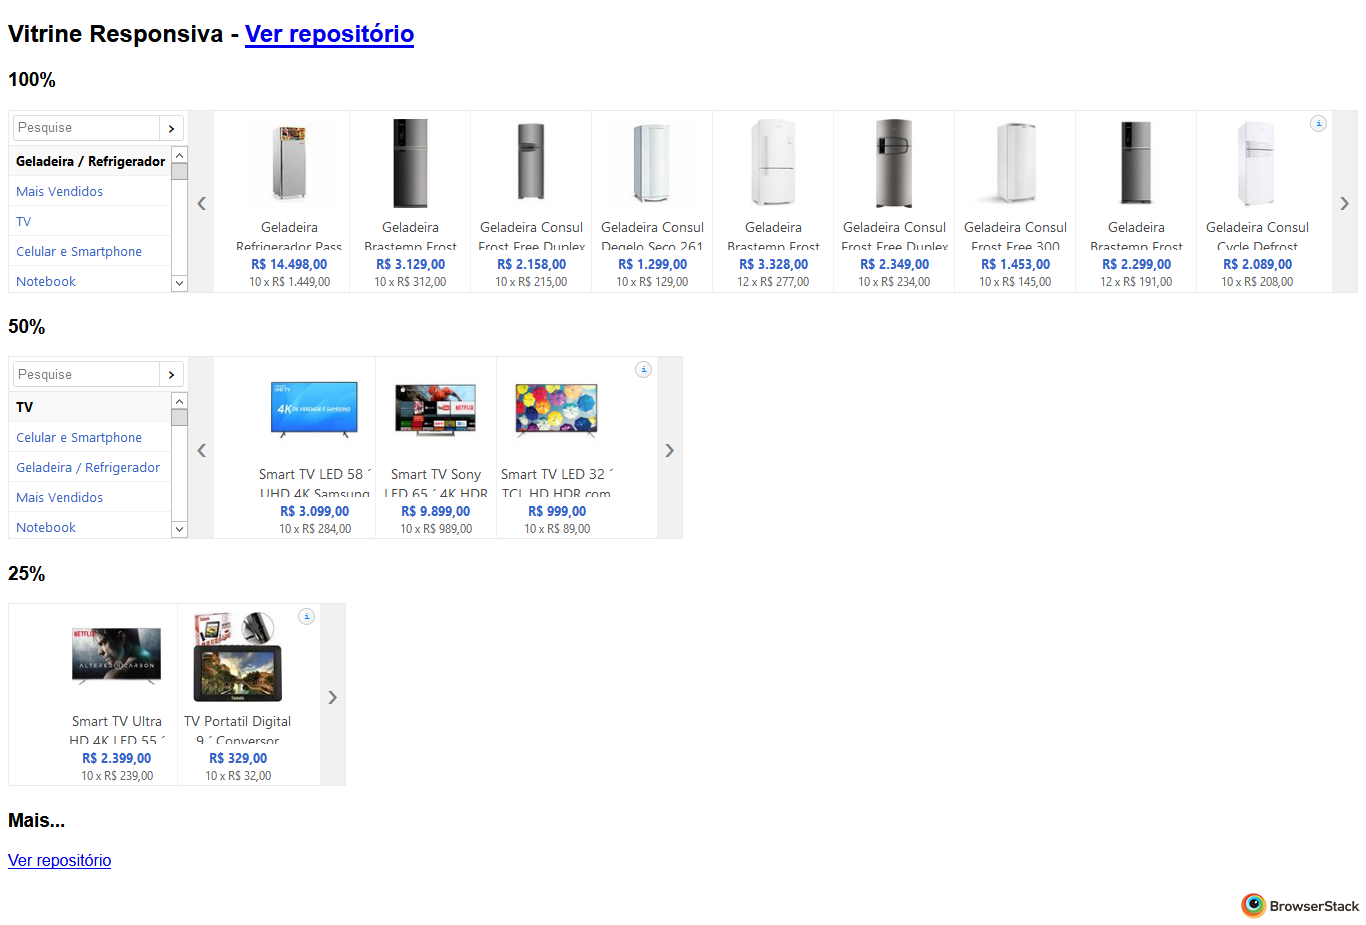 Vitrine Responsiva - Ver repositório
100%
Pesquise
Geladeira / Refrigerador
Mais Vendidos
TV
Celular e Smartphone
Notebook
Geladeira
Refrigerador Pass
R$ 14.498,00
10 x R$ 1.449,00
Geladeira
Brastemp Frost
R$ 3.129,00
10 x R$ 312,00
Geladeira Consul
Frost Free Duplex
R$ 2.158,00
10 x R$ 215,00
Geladeira Consul
Degelo Seco 261
R$ 1.299,00
10 x R$ 129,00
Geladeira
Brastemp Frost
R$ 3.328,00
12 x R$ 277,00
Geladeira Consul
Frost Free Duplex
R$ 2.349,00
10 x R$ 234,00
Geladeira Consul
Frost Free 300
R$ 1.453,00
10 x R$ 145,00
Geladeira
Brastemp Frost
R$ 2.299,00
12 x R$ 191,00
Geladeira Consul
Cycle Defrost
R$ 2.089,00
10 x R$ 208,00
50%
Pesquise
TV
Celular e Smartphone
Geladeira / Refrigerador
Mais Vendidos
Notebook
4K DE VERDADE É SAMSUNG
Smart TV LED 58 ´
UHD 4K Samsung
R$ 3.099,00
10 x R$ 284,00
NETFLIX
Smart TV Sony
LED 65 ´ 4K HDR
R$ 9.899,00
10 x R$ 989,00
Smart TV LED 32 ´
TCL HD HDR com
R$ 999,00
10 x R$ 89,00
25%
NETFLIX
ALTERED CARBON
Smart TV Ultra
HD 4K LED 55 ´
R$ 2.399,00
10 x R$ 239,00
TV Portatil Digital
9 ´ Conversor
R$ 329,00
10 x R$ 32,00
Mais...
Ver repositório
BrowserStack